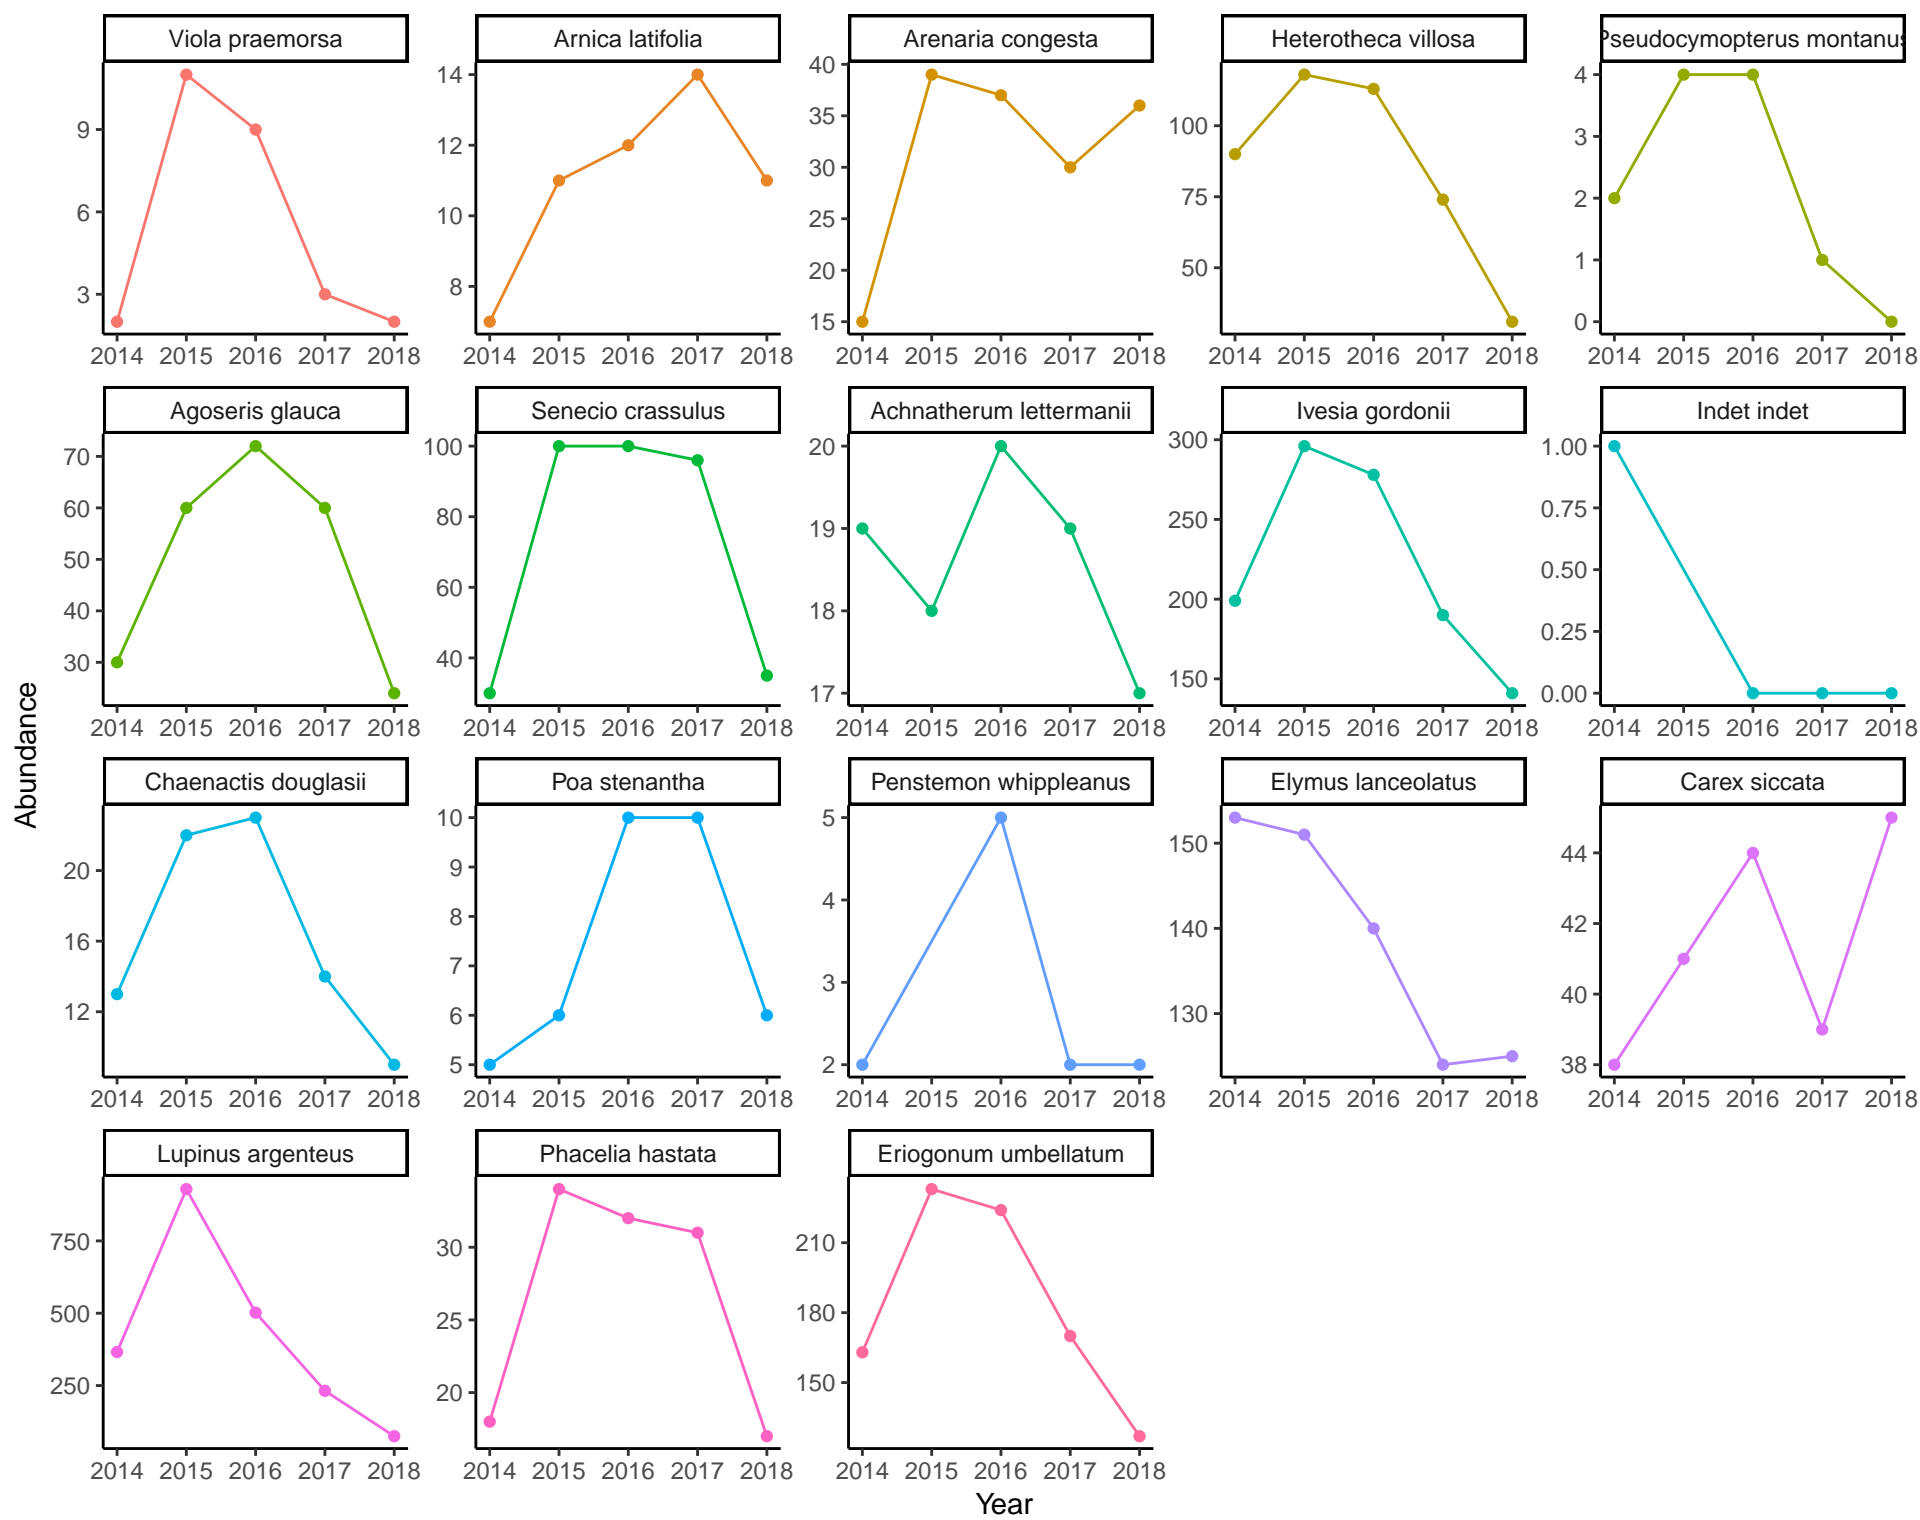 Viola praemorsa
Arnica latifolia
Arenaria congesta
Heterotheca villosa
Pseudocymopterus montanus
9
6
3
14
12
10
8
40
35
30
25
20
15
100
75
50
4
3
2
1
0
2014 2015 2016 2017 2018
2014 2015 2016 2017 2018
2014 2015 2016 2017 2018
2014 2015 2016 2017 2018
2014 2015 2016 2017 2018
Agoseris glauca
Senecio crassulus
Achnatherum lettermanii
Ivesia gordonii
Indet indet
70
60
50
40
30
100
80
60
40
20
19
18
17
300
250
200
150
1.00
0.75
0.50
0.25
0.00
2014 2015 2016 2017 2018
2014 2015 2016 2017 2018
2014 2015 2016 2017 2018
2014 2015 2016 2017 2018
2014 2015 2016 2017 2018
Abundance
Chaenactis douglasii
Poa stenantha
Penstemon whippleanus
Elymus lanceolatus
Carex siccata
20
16
12
10
9
8
7
6
5
5
4
3
2
150
140
130
44
42
40
38
2014 2015 2016 2017 2018
2014 2015 2016 2017 2018
2014 2015 2016 2017 2018
2014 2015 2016 2017 2018
2014 2015 2016 2017 2018
Lupinus argenteus
Phacelia hastata
Eriogonum umbellatum
750
500
250
30
25
20
210
180
150
2014 2015 2016 2017 2018
2014 2015 2016 2017 2018
2014 2015 2016 2017 2018
Year